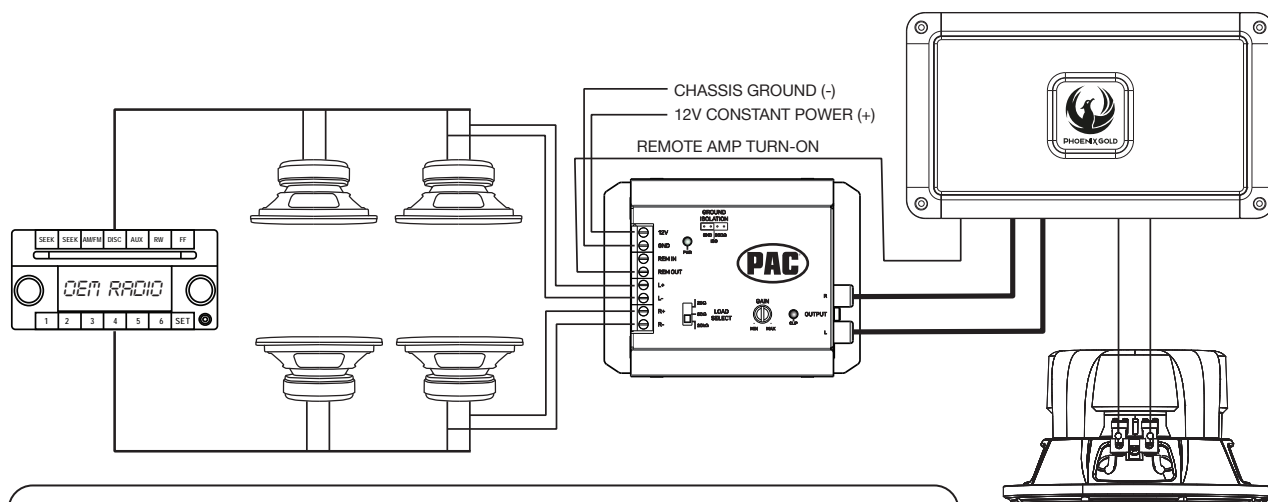 CHASSIS GROUND (-)
12V CONSTANT POWER (+)
REMOTE AMP TURN-ON
PHOENIX GOLD
SEEK SEEK AM/FM DISC AUX RW FF
OEM RADIO
1 2 3 4 5 6 SET
GROUND
ISOLATION
12V
GND
REM IN
REM OUT
L+
L-
R+
R-
PWR
PAC
LOAD
SELECT
GAIN
MIN MAX
CLIP
OUTPUT
R
L